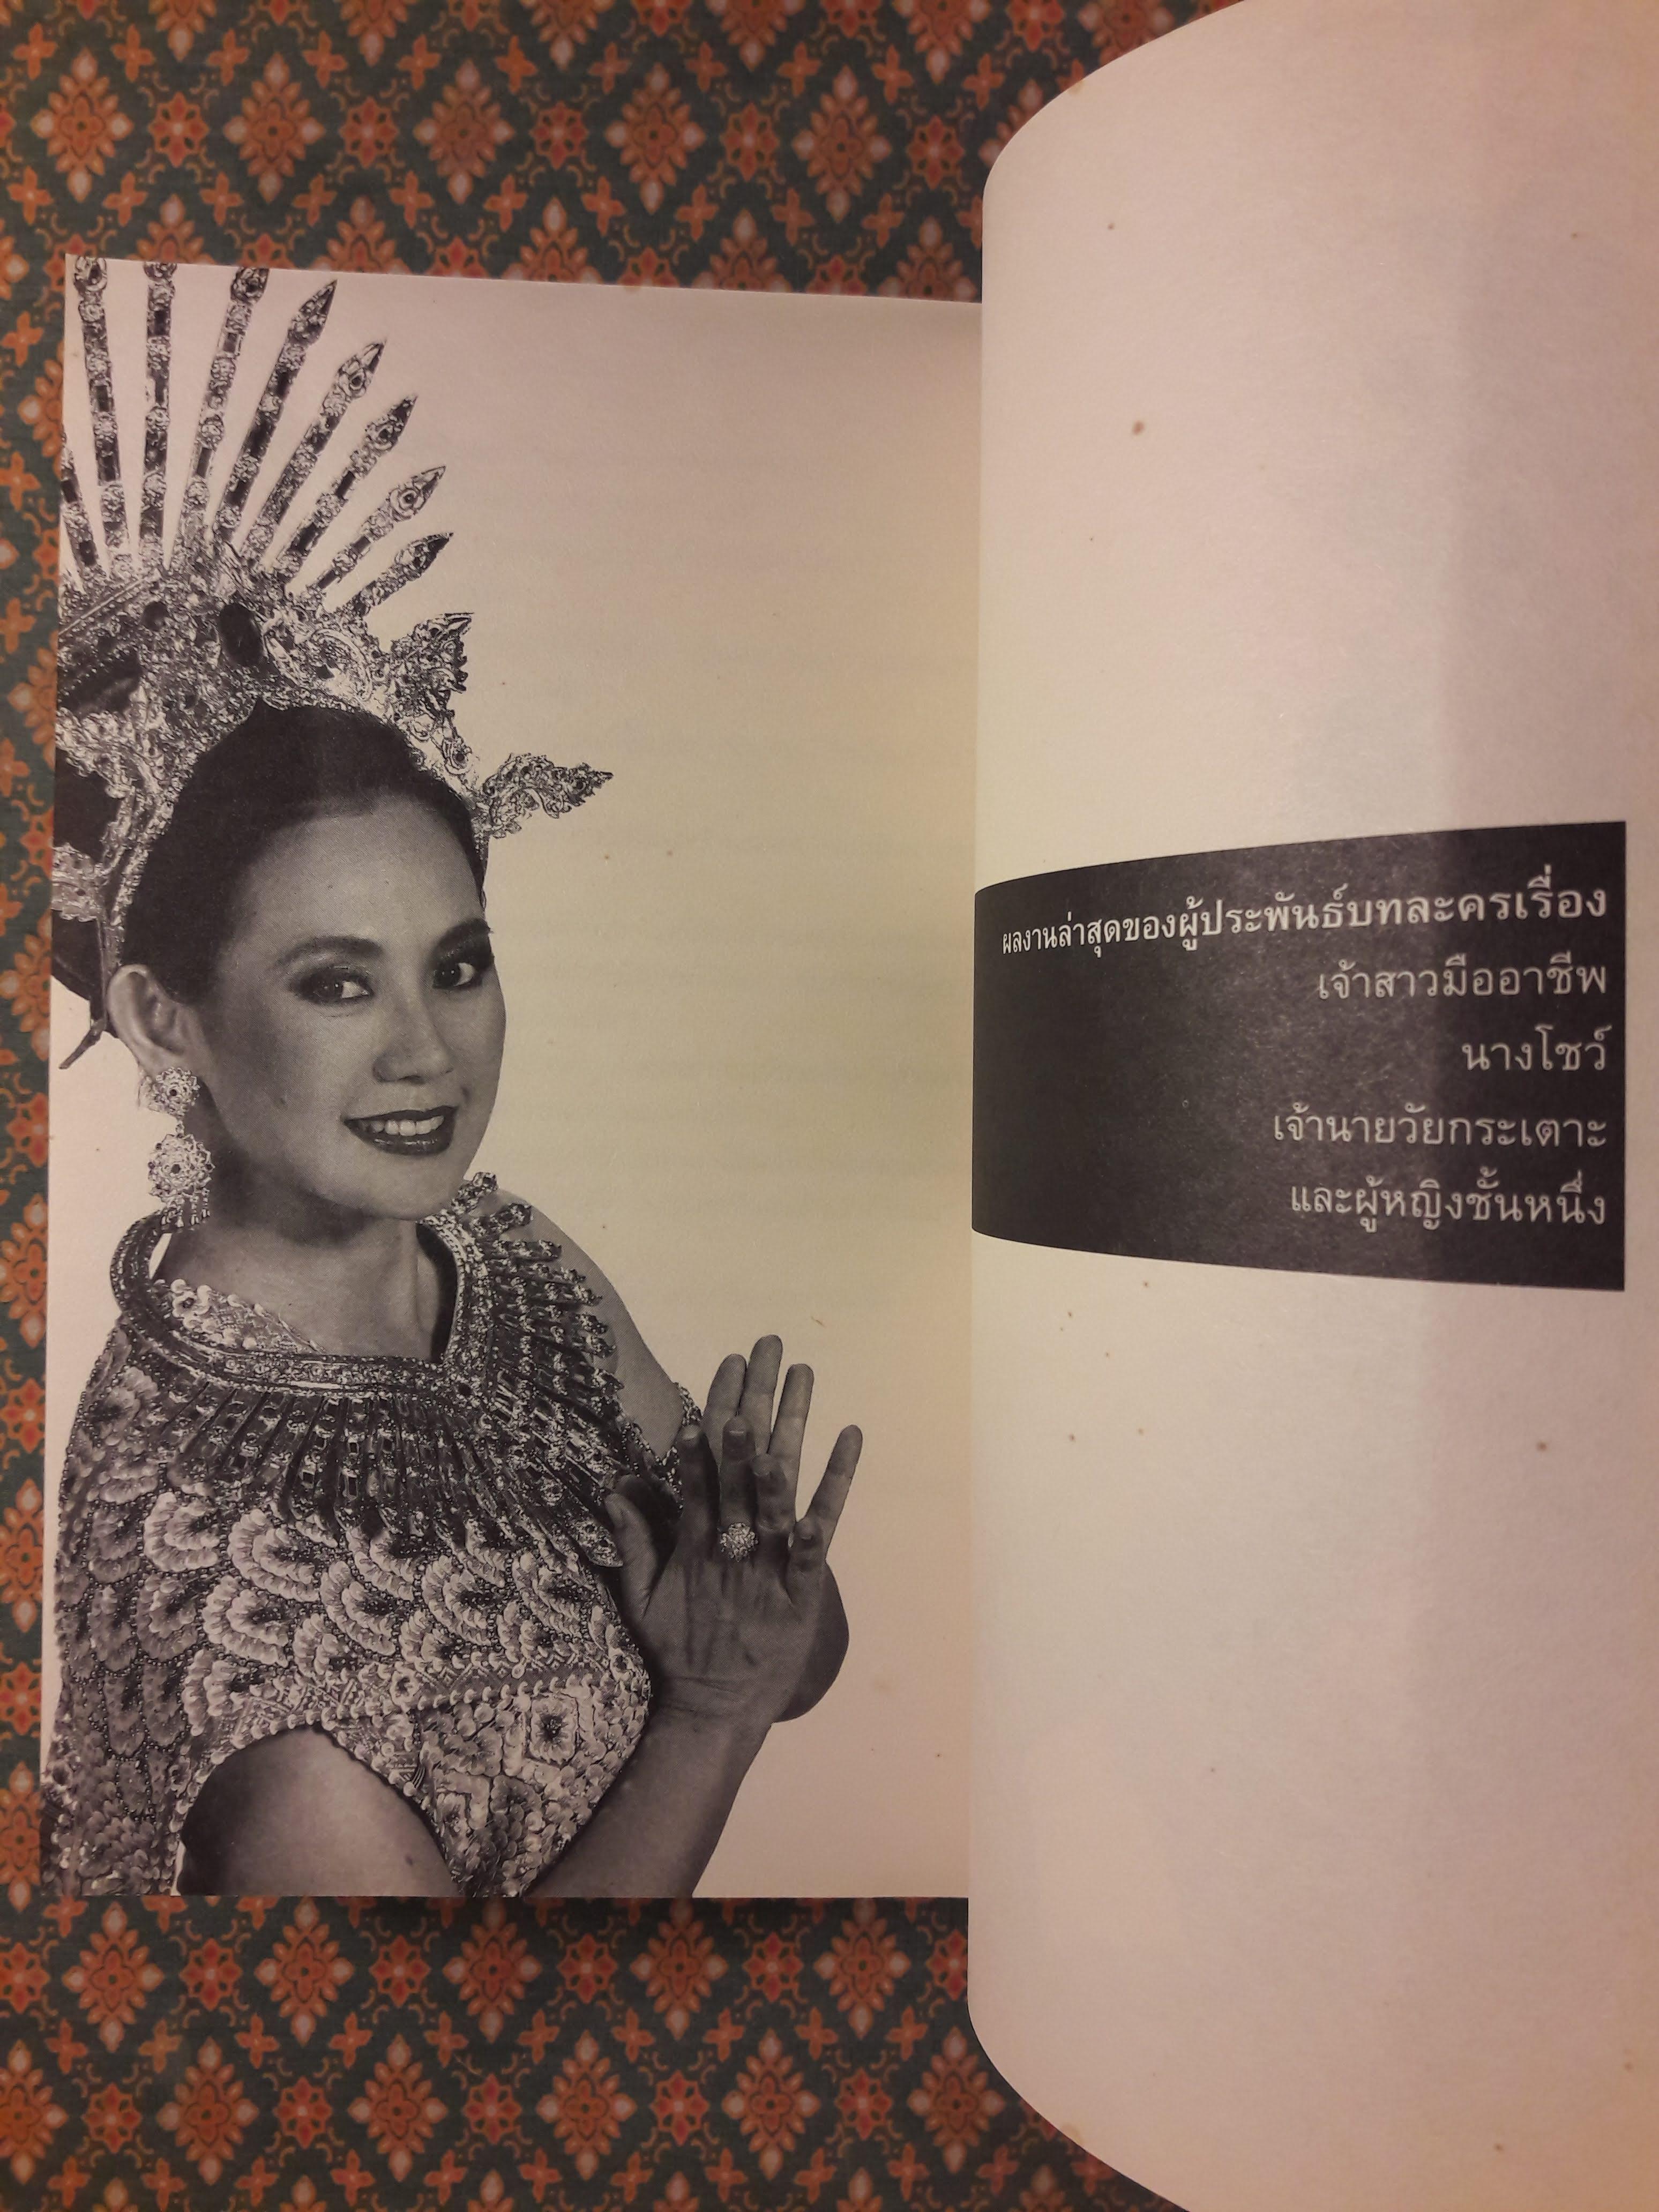 ผลงานล่าสุดของผู้ประพันธ์บทละครเรื่อง
เจ้าสาวมืออาชีพ
นางโชว์
เจ้านายวัยกระเตาะ
และผู้หญิงชั้นหนึ่ง